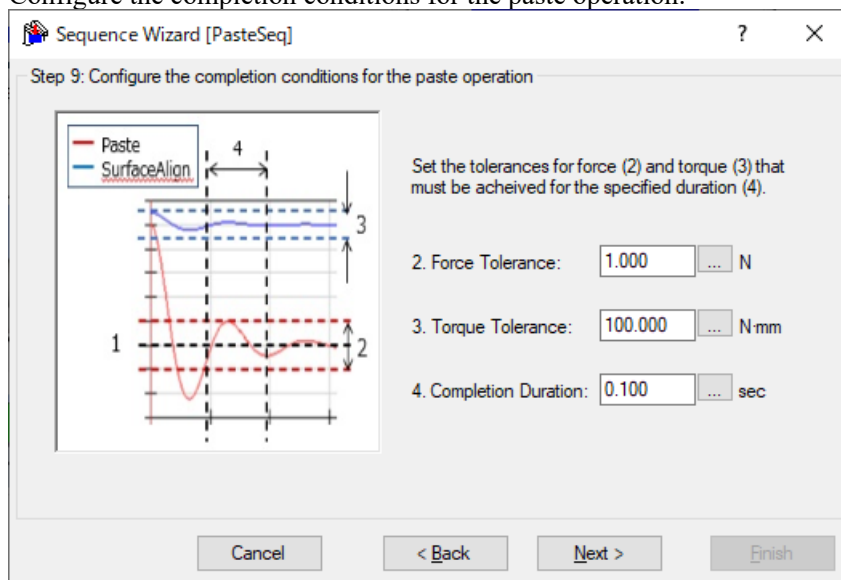 Configure the completion conditions for the paste operation.
Sequence Wizard [PasteSeq]
?
Step 9: Configure the completion conditions for the paste operation
Paste
SurfaceAlign
4
3
1
2
Set the tolerances for force (2) and torque (3) that
must be acheived for the specified duration (4).
2. Force Tolerance: 1.000 ... N
3. Torque Tolerance: 100.000 ... N·mm
4. Completion Duration: 0.100 ... sec
Cancel < Back Next > Finish